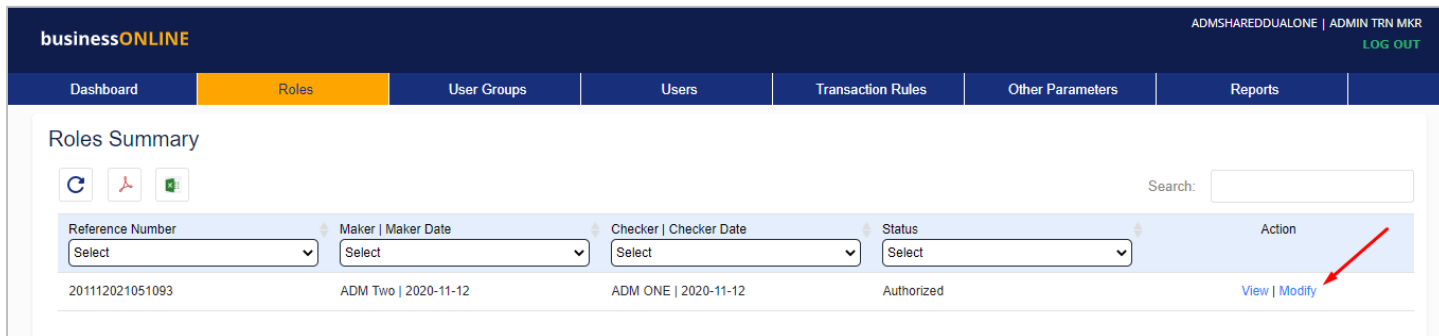 ADMSHAREDDUALONE | ADMIN TRN MKR
businessONLINE
LOG OUT
Dashboard Roles User Groups Users Transaction Rules Other Parameters Reports
Roles Summary
Search:
Reference Number Maker | Maker Date Checker | Checker Date Status Action
Select Select Select Select
201112021051093 ADM Two | 2020-11-12 ADM ONE | 2020-11-12 Authorized View | Modify